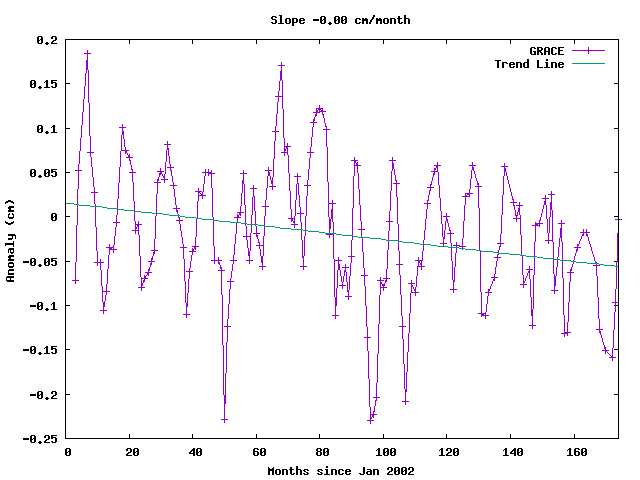 Slope -0.00 cm/month
GRACE
Trend Line
0.2
0.15
0.1
0.05
0
-0.05
-0.1
-0.15
-0.2
-0.25
Anomaly (cm)
0 20 40 60 80 100 120 140 160
Months since Jan 2002